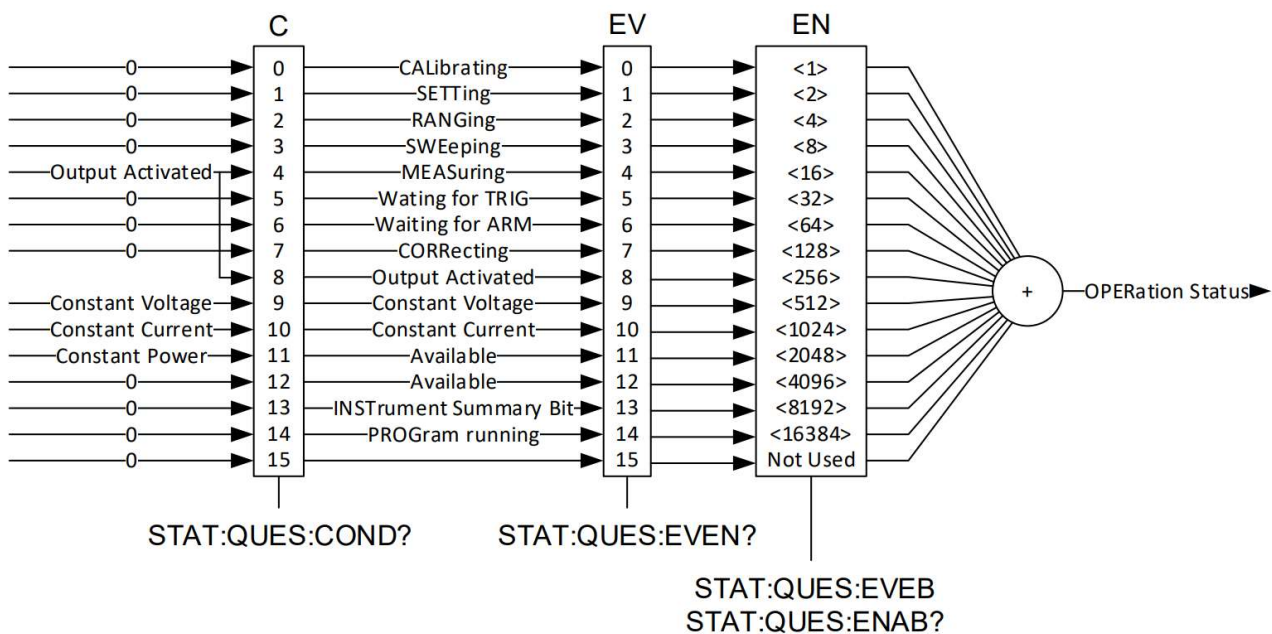 C EV EN
0 0 CALibrating 0 <1>
0 1 SETTing 1 <2>
0 2 RANGing 2 <4>
0 3 SWEeping 3 <8>
Output Activated 4 MEASuring 4 <16>
0 5 Wating for TRIG 5 <32>
0 6 Waiting for ARM 6 <64>
0 7 CORRecting 7 <128>
8 Output Activated 8 <256>
Constant Voltage 9 Constant Voltage 9 <512>
+ OPERation Status
Constant Current 10 Constant Current 10 <1024>
Constant Power 11 Available 11 <2048>
0 12 Available 12 <4096>
0 13 INSTrument Summary Bit 13 <8192>
0 14 PROGram running 14 <16384>
0 15 15 Not Used
STAT:QUES:COND? STAT:QUES:EVEN?
STAT:QUES:EVEB
STAT:QUES:ENAB?